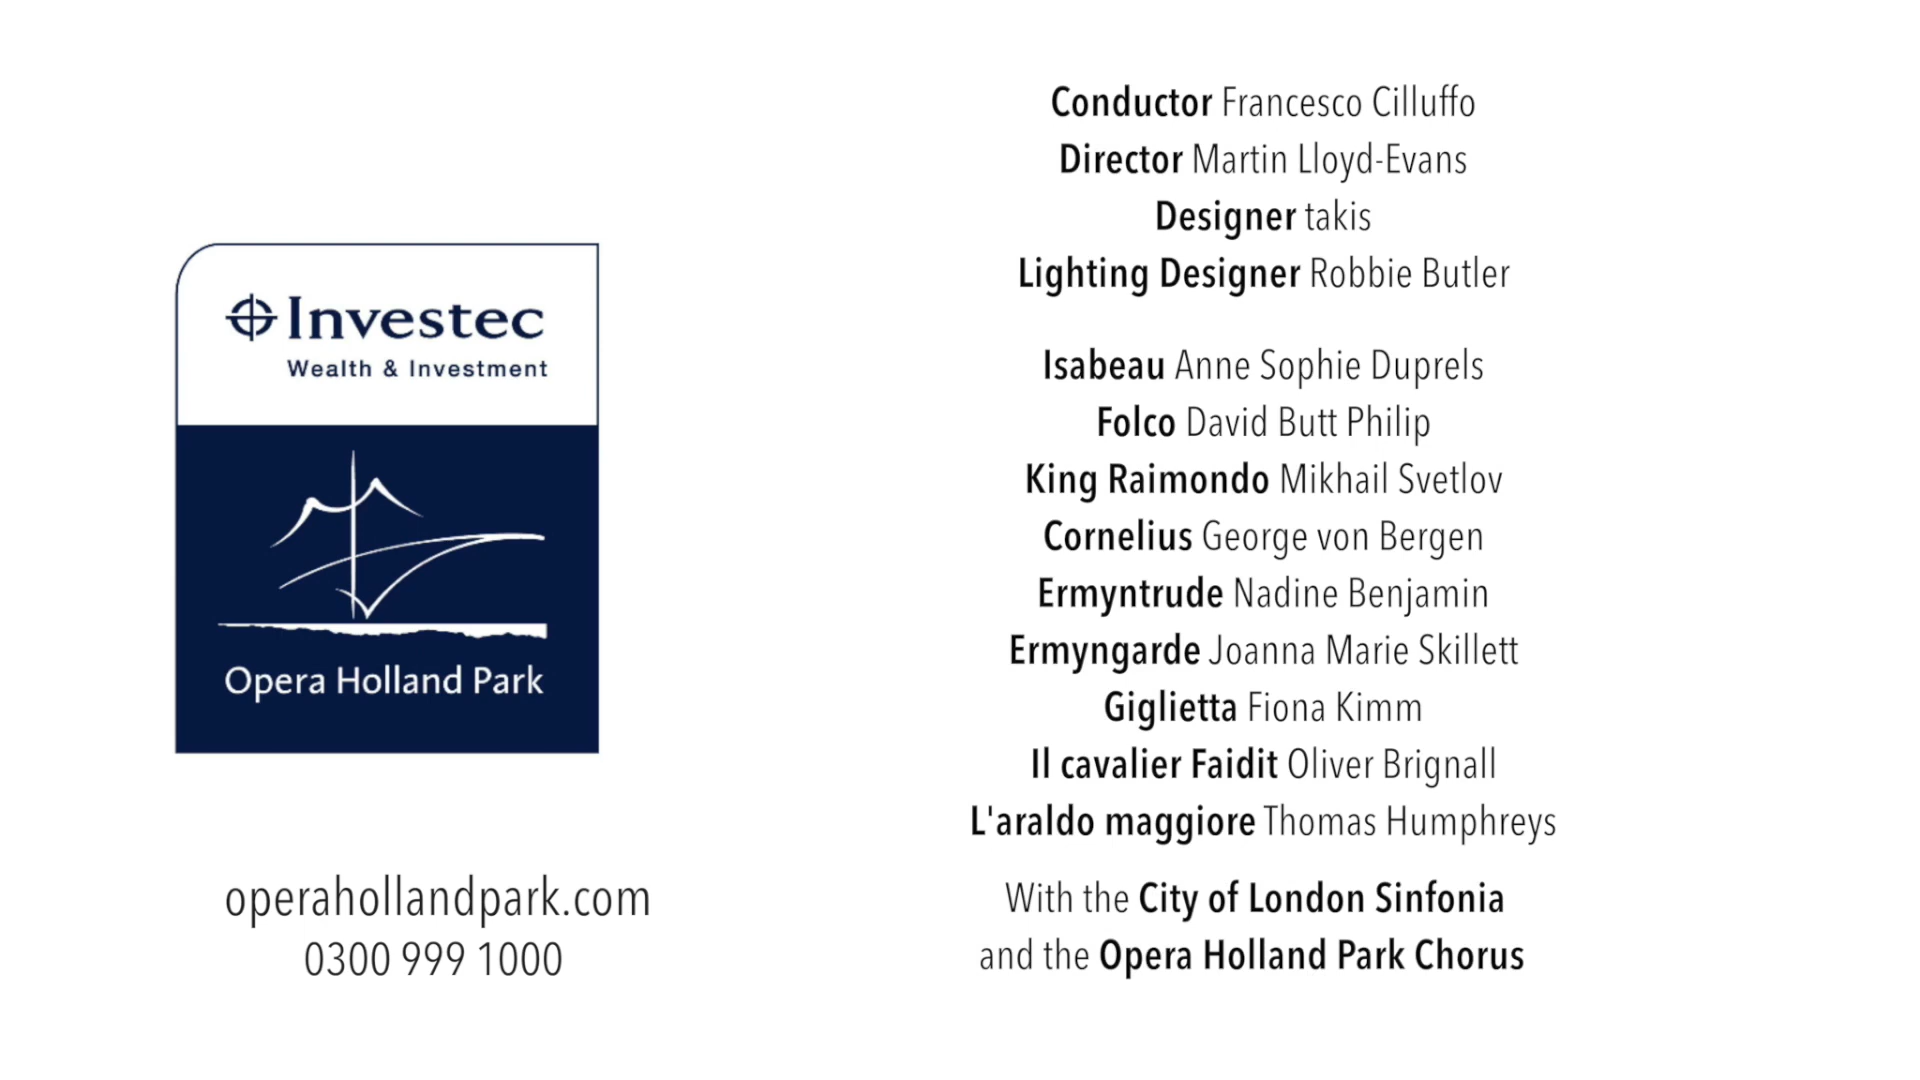 Investec
Wealth & Investment
Opera Holland Park
operahollandpark.com
0300 999 1000
Conductor Francesco Cilluffo
Director Martin Lloyd-Evans
Designer takis
Lighting Designer Robbie Butler
Isabeau Anne Sophie Duprels
Folco David Butt Philip
King Raimondo Mikhail Svetlov
Cornelius George von Bergen
Ermyntrude Nadine Benjamin
Ermyngarde Joanna Marie Skillett
Giglietta Fiona Kimm
Il cavalier Faidit Oliver Brignall
L'araldo maggiore Thomas Humphreys
With the City of London Sinfonia
and the Opera Holland Park Chorus